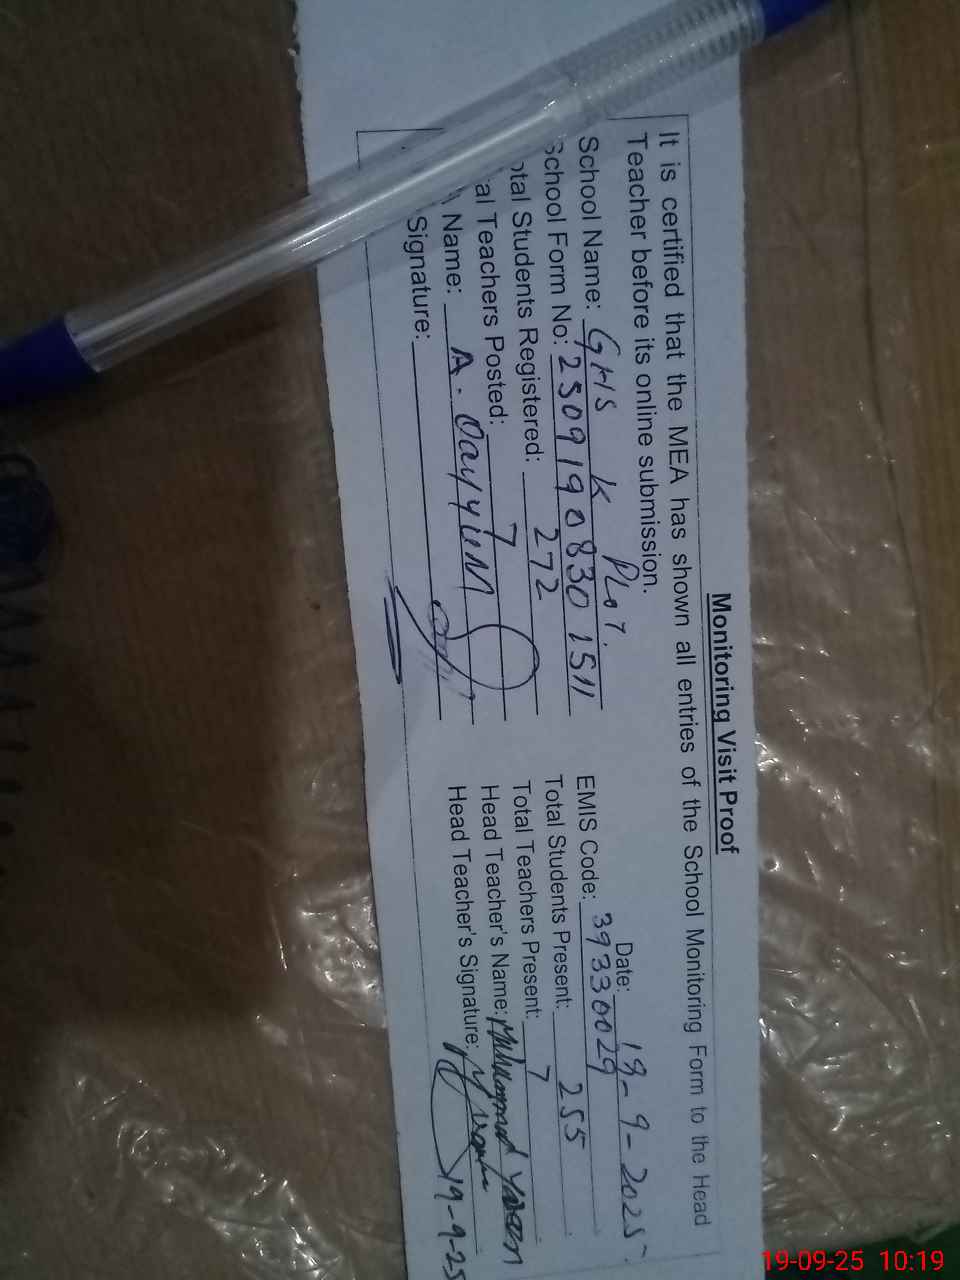 Monitoring Visit Proof
It is certified that the MEA has shown all entries of the School Monitoring Form to the Head
Teacher before its online submission.
Date: 19-9-2025
School Name: GHS K Plot. EMIS Code: 39330029
School Form No: 2509190830 1511 Total Students Present: 255
otal Students Registered: 272 Total Teachers Present: 7
al Teachers Posted: 7 Head Teacher's Name: Muhammad Yaseen
Name: A. Qayyum Head Teacher's Signature:
Signature: 19-9-25
19-09-25 10:19